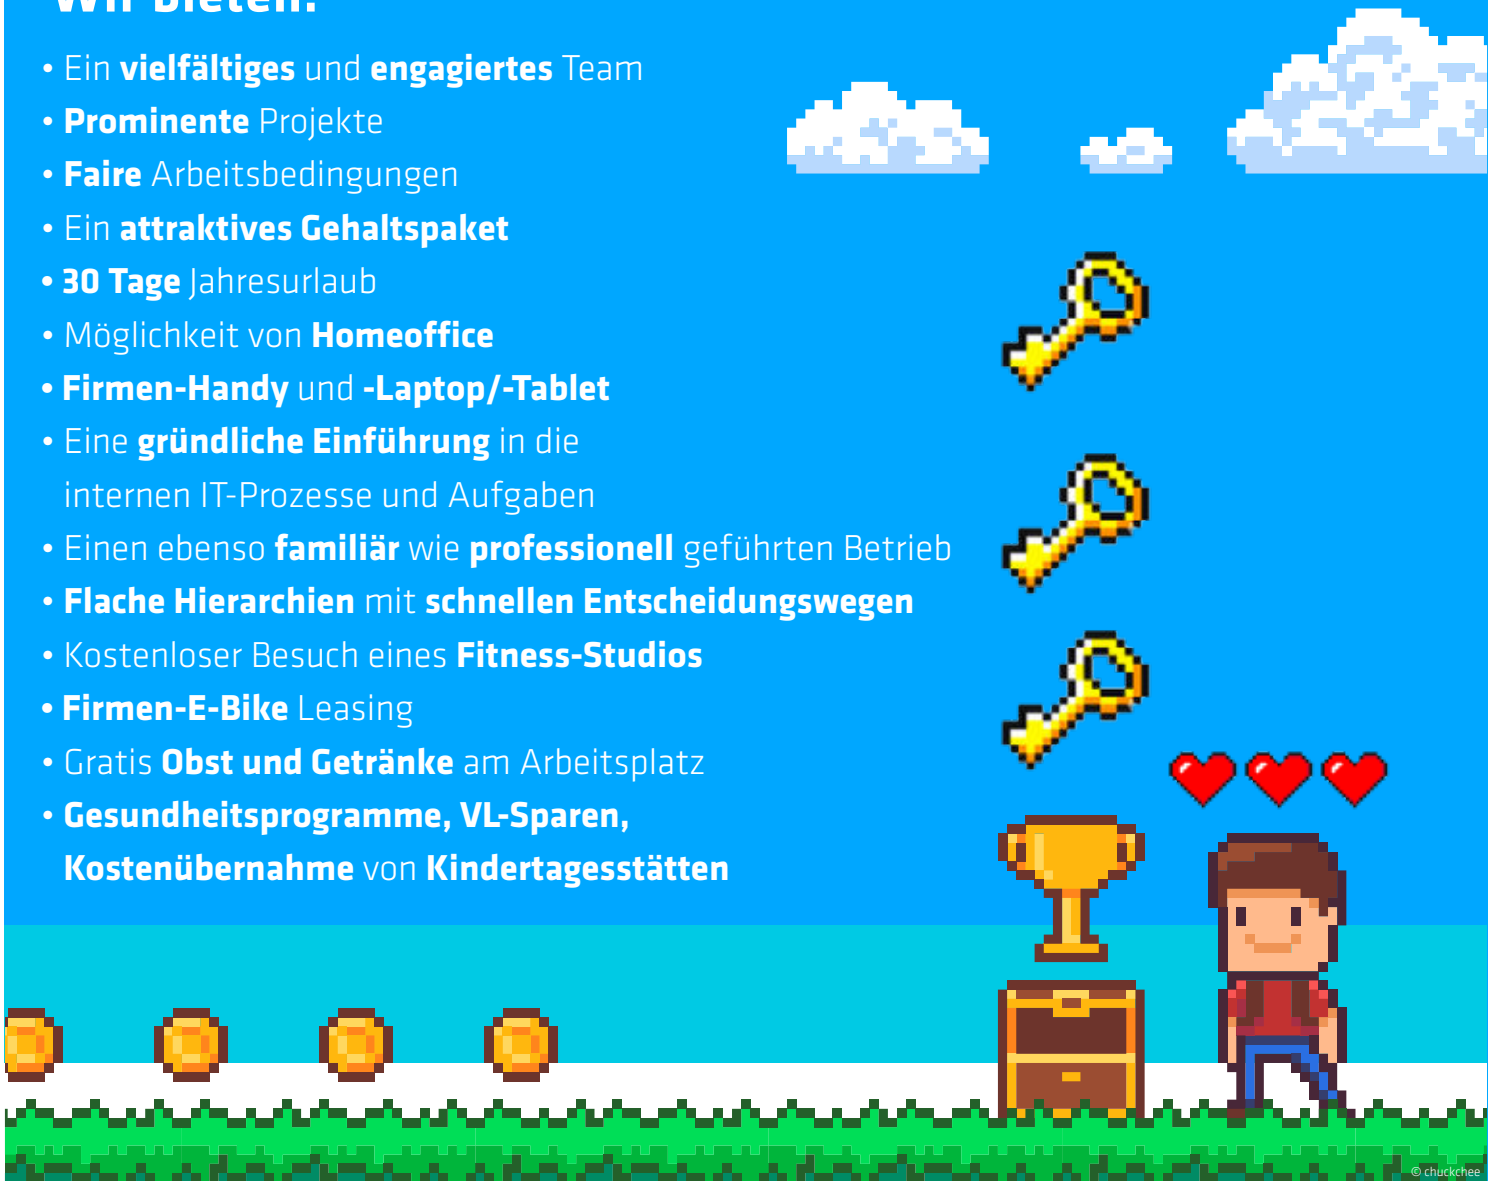 Wir bieten:
• Ein vielfältiges und engagiertes Team
• Prominente Projekte
• Faire Arbeitsbedingungen
• Ein attraktives Gehaltspaket
• 30 Tage Jahresurlaub
• Möglichkeit von Homeoffice
• Firmen-Handy und -Laptop/-Tablet
• Eine gründliche Einführung in die
internen IT-Prozesse und Aufgaben
• Einen ebenso familiär wie professionell geführten Betrieb
• Flache Hierarchien mit schnellen Entscheidungswegen
• Kostenloser Besuch eines Fitness-Studios
• Firmen-E-Bike Leasing
• Gratis Obst und Getränke am Arbeitsplatz
• Gesundheitsprogramme, VL-Sparen,
Kostenübernahme von Kindertagesstätten
© chuckchee